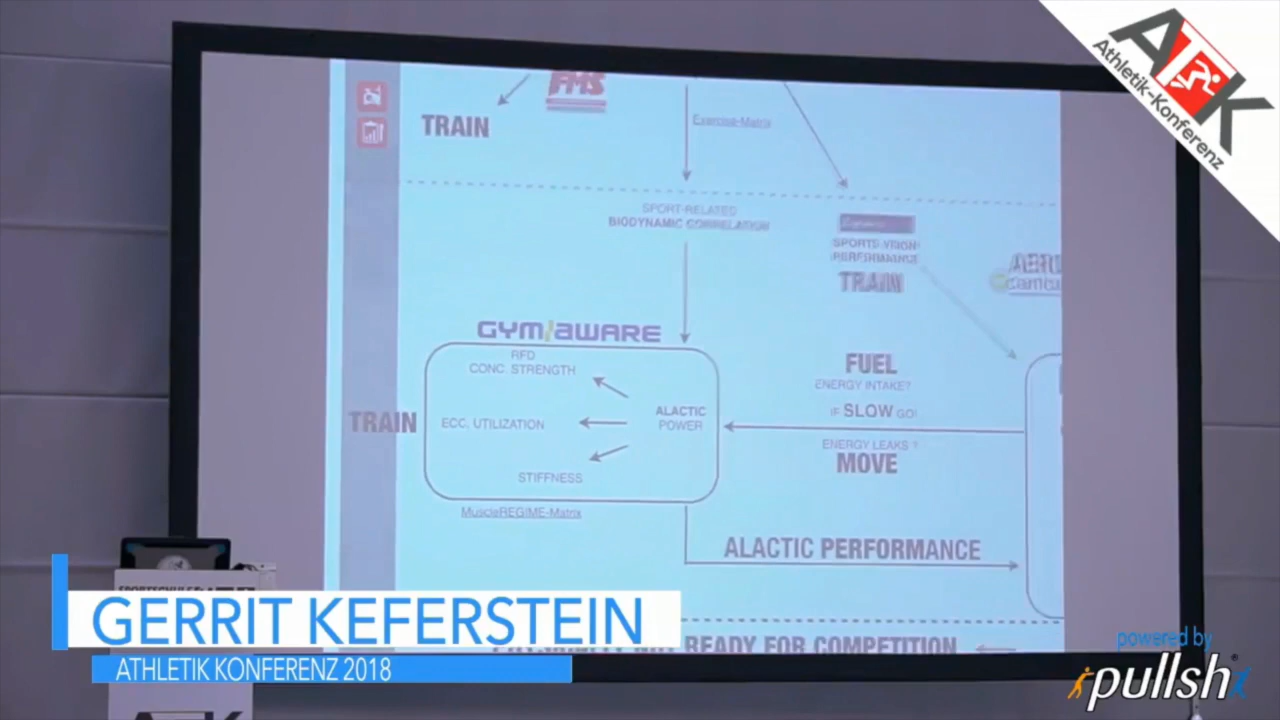 ATK
Athletik-Konferenz
FMS
TRAIN
Exercise-Matrix
SPORT-RELATED
BIODYNAMIC CORRELATION
SPORTS VISION
PERFORMANCE
TRAIN
GYMAWARE
RFD
CONC. STRENGTH
TRAIN
ECC. UTILIZATION
ALACTIC
POWER
STIFFNESS
MuscleREGIME-Matrix
FUEL
ENERGY INTAKE?
IF SLOW GO!
ENERGY LEAKS ?
MOVE
ALACTIC PERFORMANCE
READY FOR COMPETITION
GERRIT KEFERSTEIN
ATHLETIK KONFERENZ 2018
powered by
pullsh